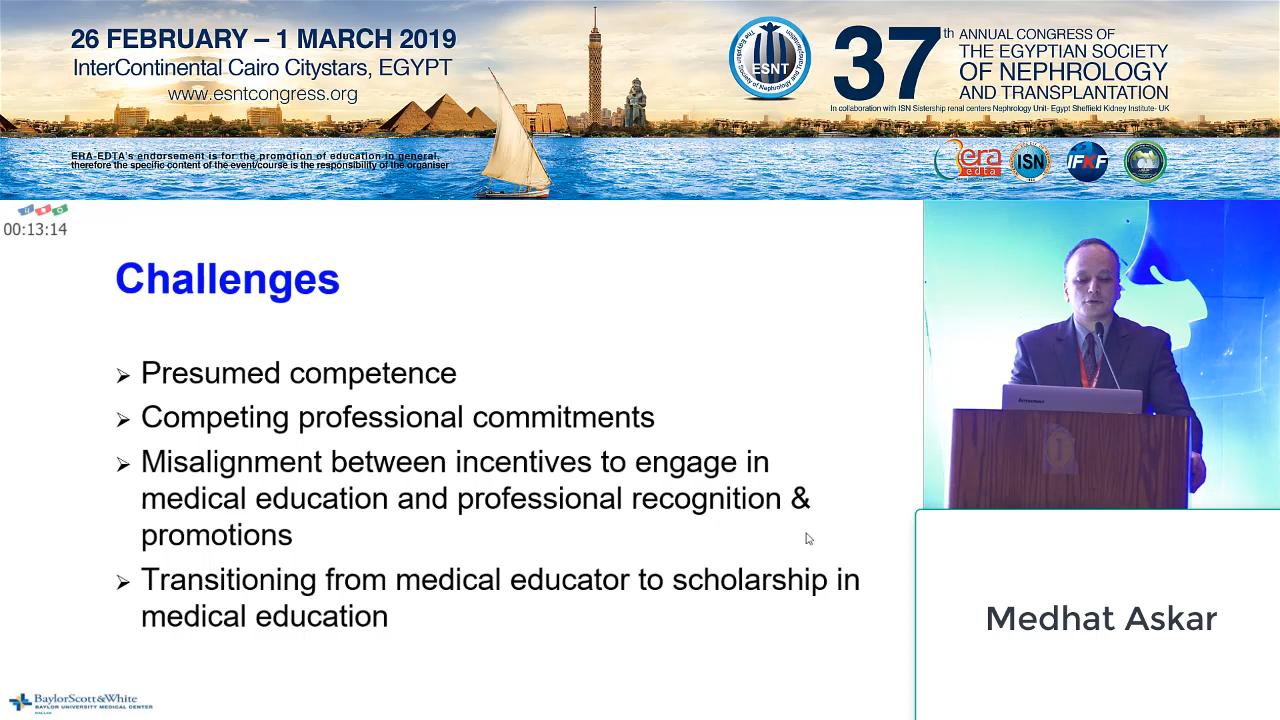 26 FEBRUARY – 1 MARCH 2019
InterContinental Cairo Citystars, EGYPT
www.esntcongress.org
ERA-EDTA's endorsement is for the promotion of education in general,
therefore the specific content of the event/course is the responsibility of the organiser
ESNT
37th ANNUAL CONGRESS OF
THE EGYPTIAN SOCIETY
OF NEPHROLOGY
AND TRANSPLANTATION
In collaboration with ISN Sistership renal centers Nephrology Unit- Egypt Sheffield Kidney Institute- UK
era
edta
ISN
IFKF
00:13:14
Challenges
➢ Presumed competence
➢ Competing professional commitments
➢ Misalignment between incentives to engage in
medical education and professional recognition &
promotions
➢ Transitioning from medical educator to scholarship in
medical education
Medhat Askar
BaylorScott&White
BAYLOR UNIVERSITY MEDICAL CENTER
DALLAS